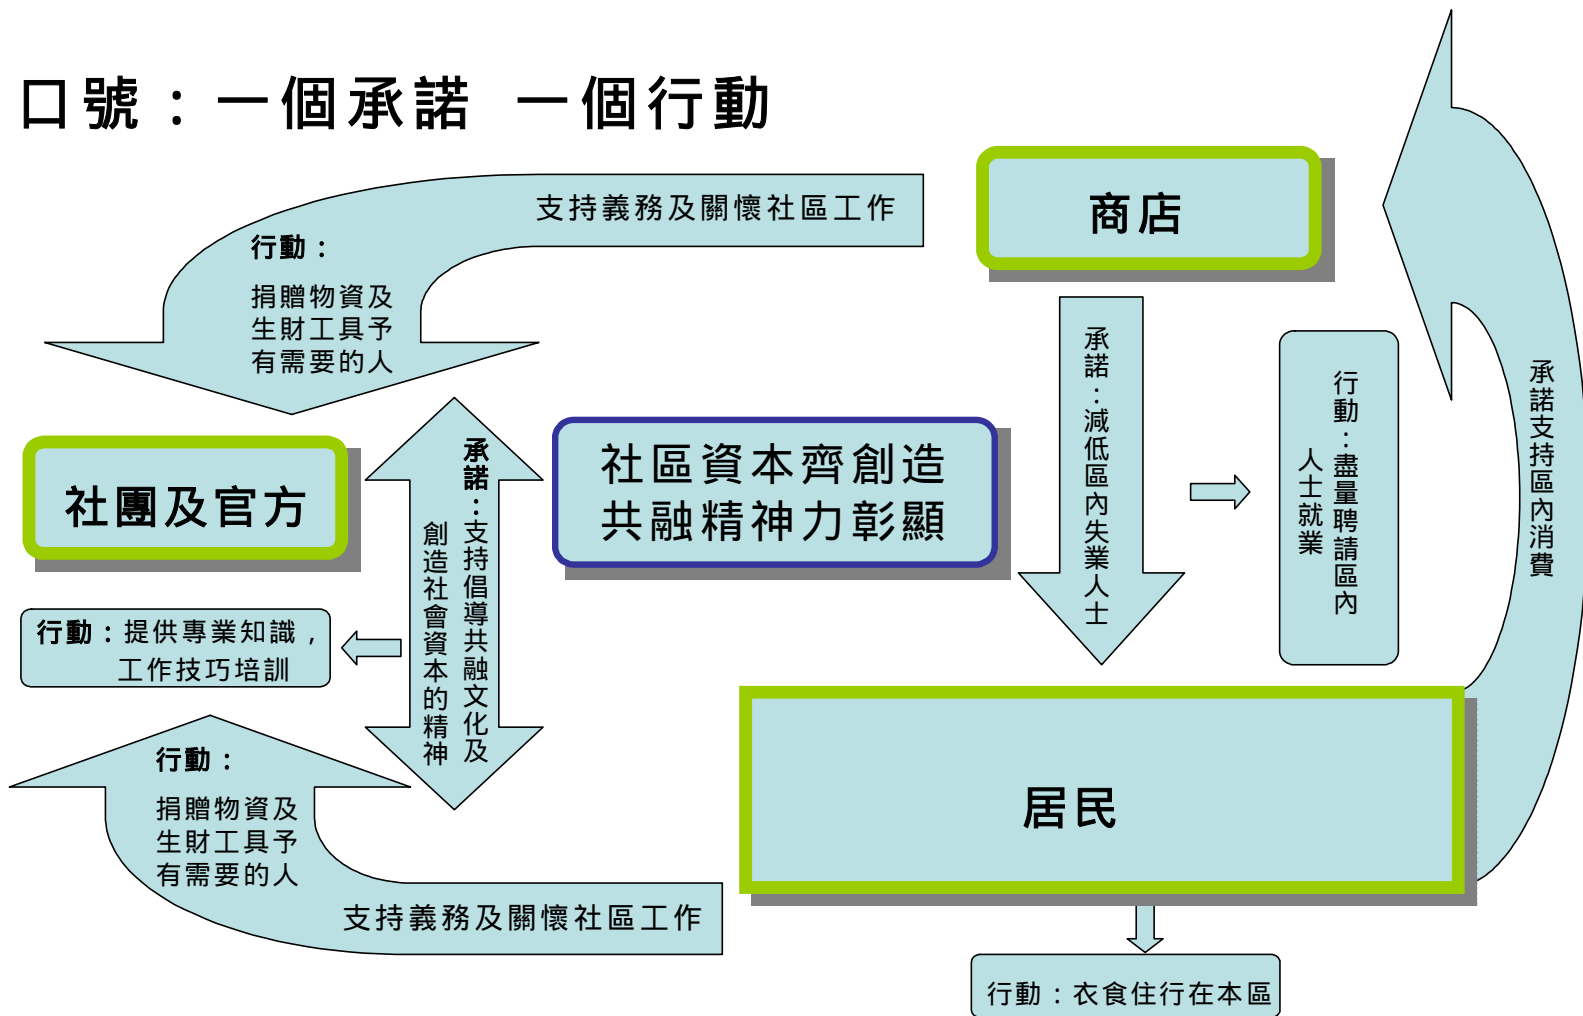 口號：一個承諾 一個行動
支持義務及關懷社區工作
行動：
捐贈物資及
生財工具予
有需要的人
商店
承諾：減低區內失業人士
行動：盡量聘請區內
人士就業
承諾支持區內消費
社團及官方
承諾：支持倡導共融文化及
創造社會資本的精神
社區資本齊創造
共融精神力彰顯
行動：提供專業知識，
工作技巧培訓
行動：
捐贈物資及
生財工具予
有需要的人
支持義務及關懷社區工作
居民
行動：衣食住行在本區